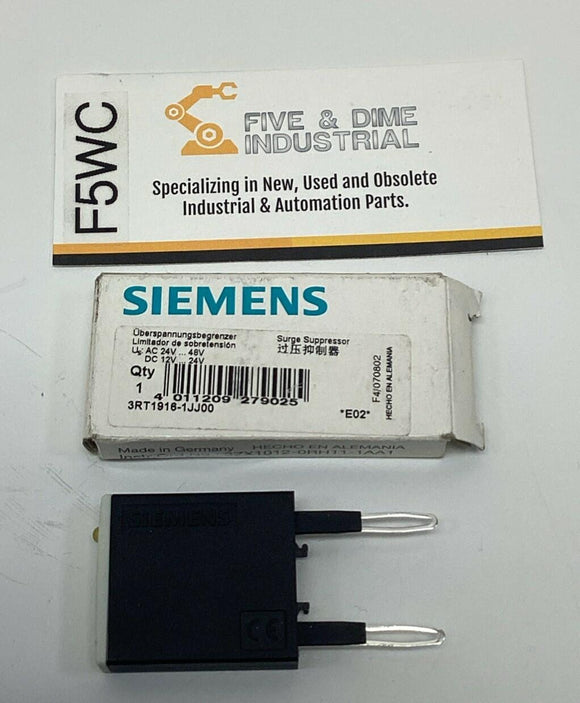 F5WC
FIVE & DIME
INDUSTRIAL
Specializing in New, Used and Obsolete
Industrial & Automation Parts.
SIEMENS
Überspannungsbegrenzer
Limitador de sobretensión
Surge Suppressor
过压抑制器
Us: AC 24V ... 48V
DC 12V ... 24V
Qty
1
4 011209 279025
3RT1916-1JJ00
*E02*
F4/070802
HECHO EN ALEMANIA
Made in Germany
HECHO EN ALEMANIA
SIEMENS
CE